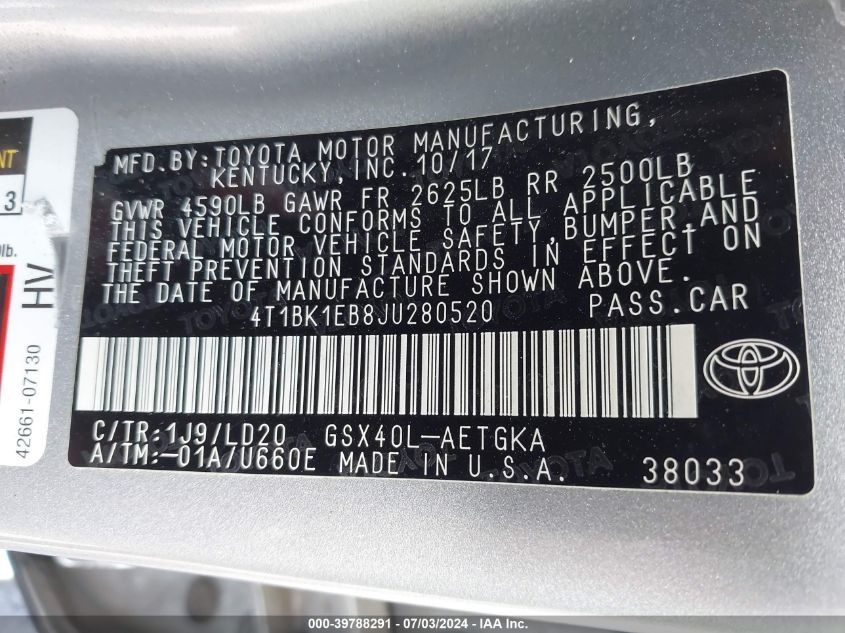 MFD.BY:TOYOTA MOTOR MANUFACTURING,
KENTUCKY,INC. 10/17
GVWR 4590LB GAWR FR 2625LB RR 2500LB
THIS VEHICLE CONFORMS TO ALL APPLICABLE
FEDERAL MOTOR VEHICLE SAFETY,BUMPER,AND
THEFT PREVENTION STANDARDS IN EFFECT ON
THE DATE OF MANUFACTURE SHOWN ABOVE.
4T1BK1EB8JU280520 PASS.CAR
C/TR:1J9/LD20 GSX40L-AETGKA
A/TM:-01A/U660E MADE IN U.S.A. 38033
3
lb.
HV
42661-07130
TOYOTA
000-39788291 - 07/03/2024 - IAA Inc.